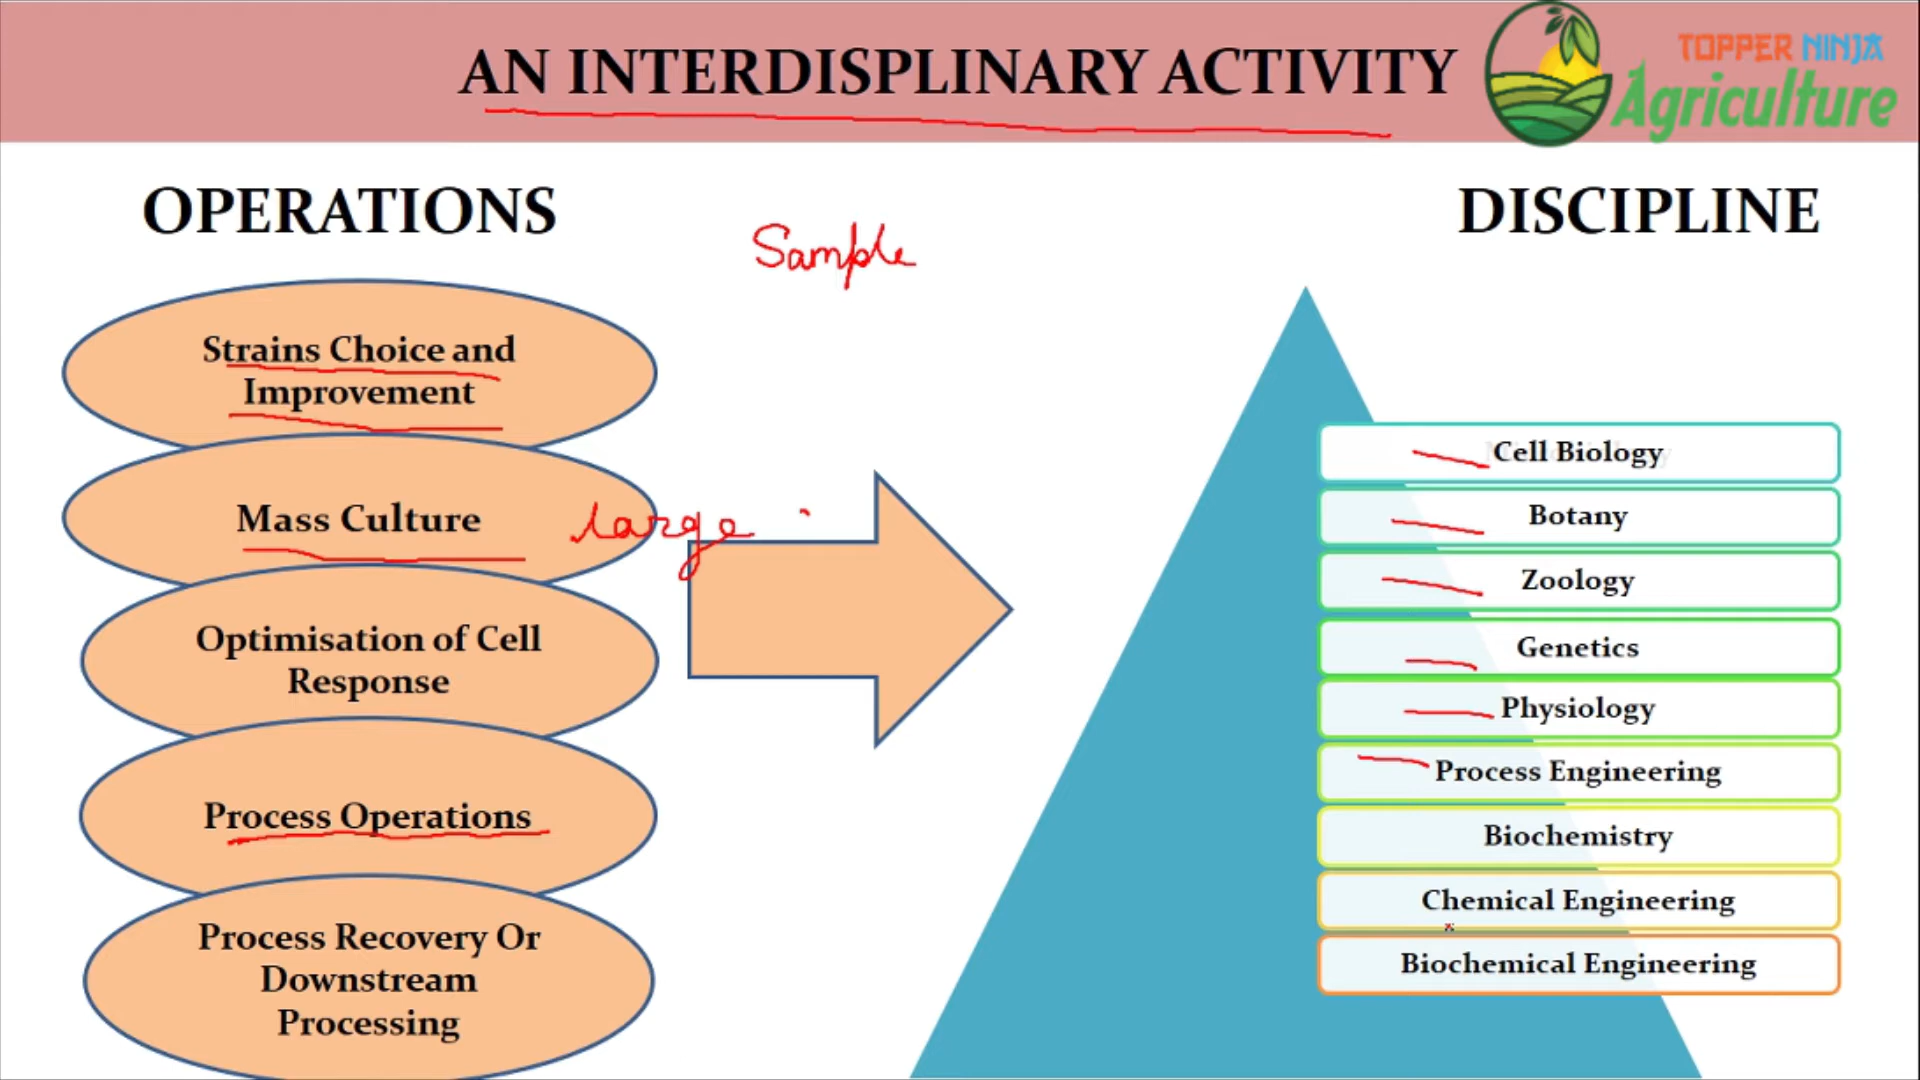 AN INTERDISPLINARY ACTIVITY
TOPPER NINJA
Agriculture
OPERATIONS
DISCIPLINE
Sample
Strains Choice and
Improvement
Mass Culture
large
Optimisation of Cell
Response
Process Operations
Process Recovery Or
Downstream
Processing
Cell Biology
Botany
Zoology
Genetics
Physiology
Process Engineering
Biochemistry
Chemical Engineering
Biochemical Engineering